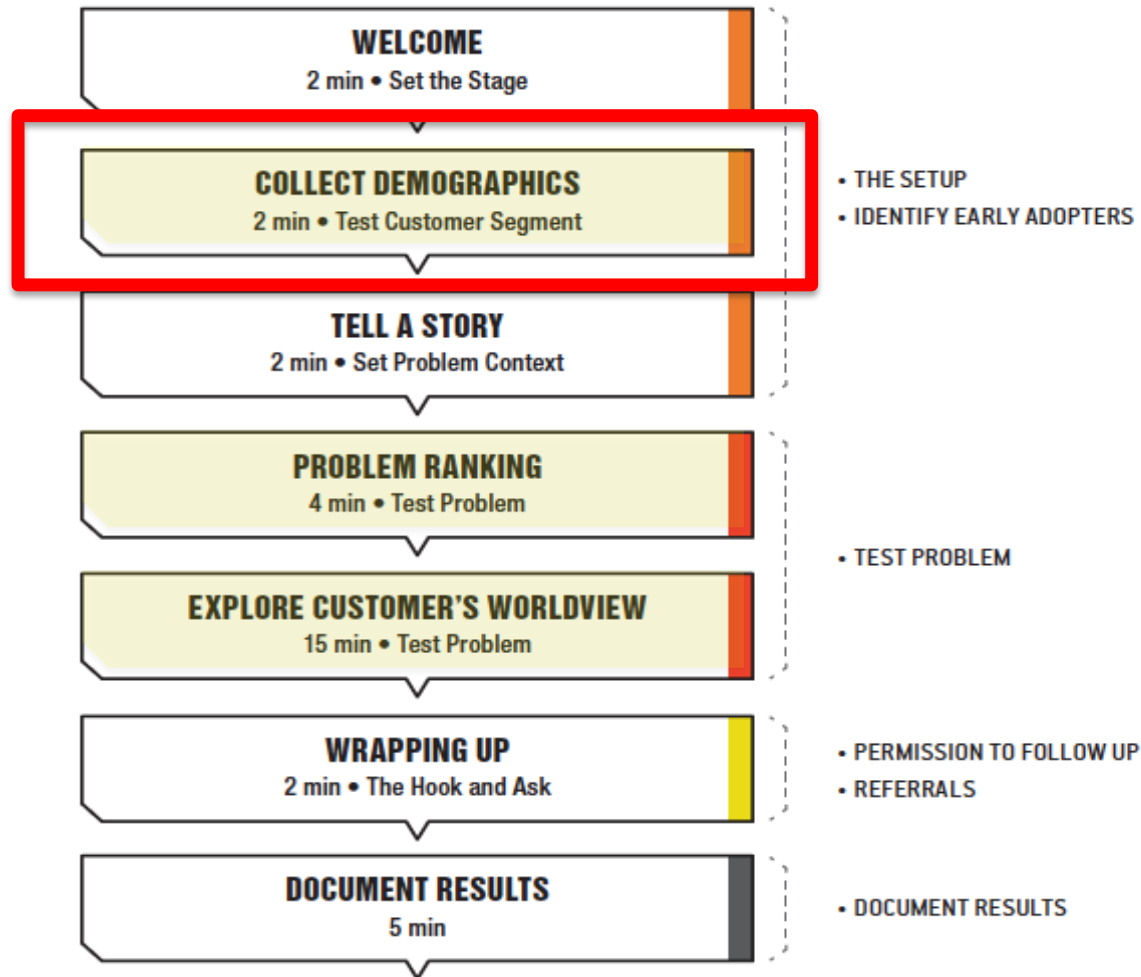 WELCOME
2 min • Set the Stage
COLLECT DEMOGRAPHICS
2 min • Test Customer Segment
• THE SETUP
• IDENTIFY EARLY ADOPTERS
TELL A STORY
2 min • Set Problem Context
PROBLEM RANKING
4 min • Test Problem
• TEST PROBLEM
EXPLORE CUSTOMER'S WORLDVIEW
15 min • Test Problem
WRAPPING UP
2 min • The Hook and Ask
• PERMISSION TO FOLLOW UP
• REFERRALS
DOCUMENT RESULTS
5 min
• DOCUMENT RESULTS